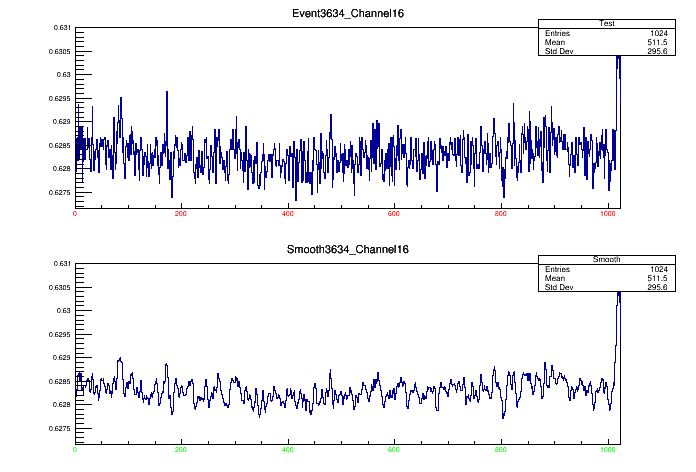 Event3634_Channel16
Test
Entries 1024
Mean 511.5
Std Dev 295.6
0.631
0.6305
0.63
0.6295
0.629
0.6285
0.628
0.6275
0 200 400 600 800 1000
Smooth3634_Channel16
Smooth
Entries 1024
Mean 511.5
Std Dev 295.6
0.631
0.6305
0.63
0.6295
0.629
0.6285
0.628
0.6275
0 200 400 600 800 1000